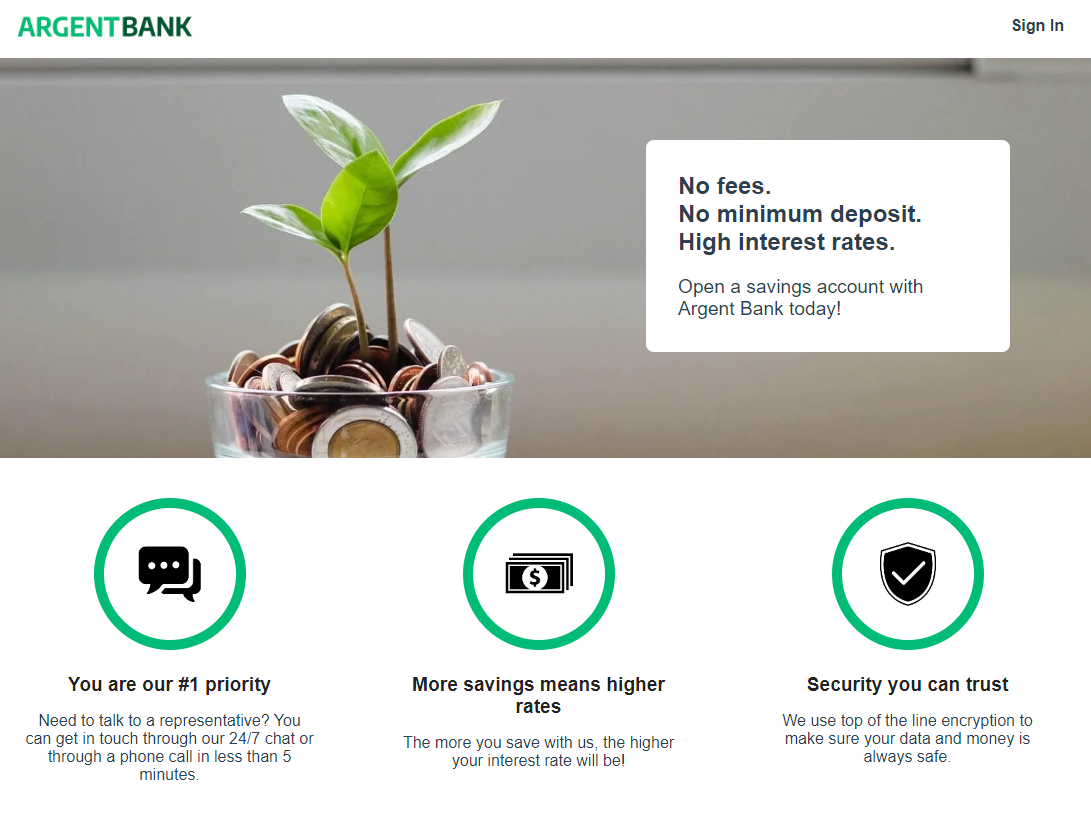 ARGENTBANK
Sign In
No fees.
No minimum deposit.
High interest rates.
Open a savings account with
Argent Bank today!
You are our #1 priority
Need to talk to a representative? You
can get in touch through our 24/7 chat or
through a phone call in less than 5
minutes.
More savings means higher
rates
The more you save with us, the higher
your interest rate will be!
Security you can trust
We use top of the line encryption to
make sure your data and money is
always safe.